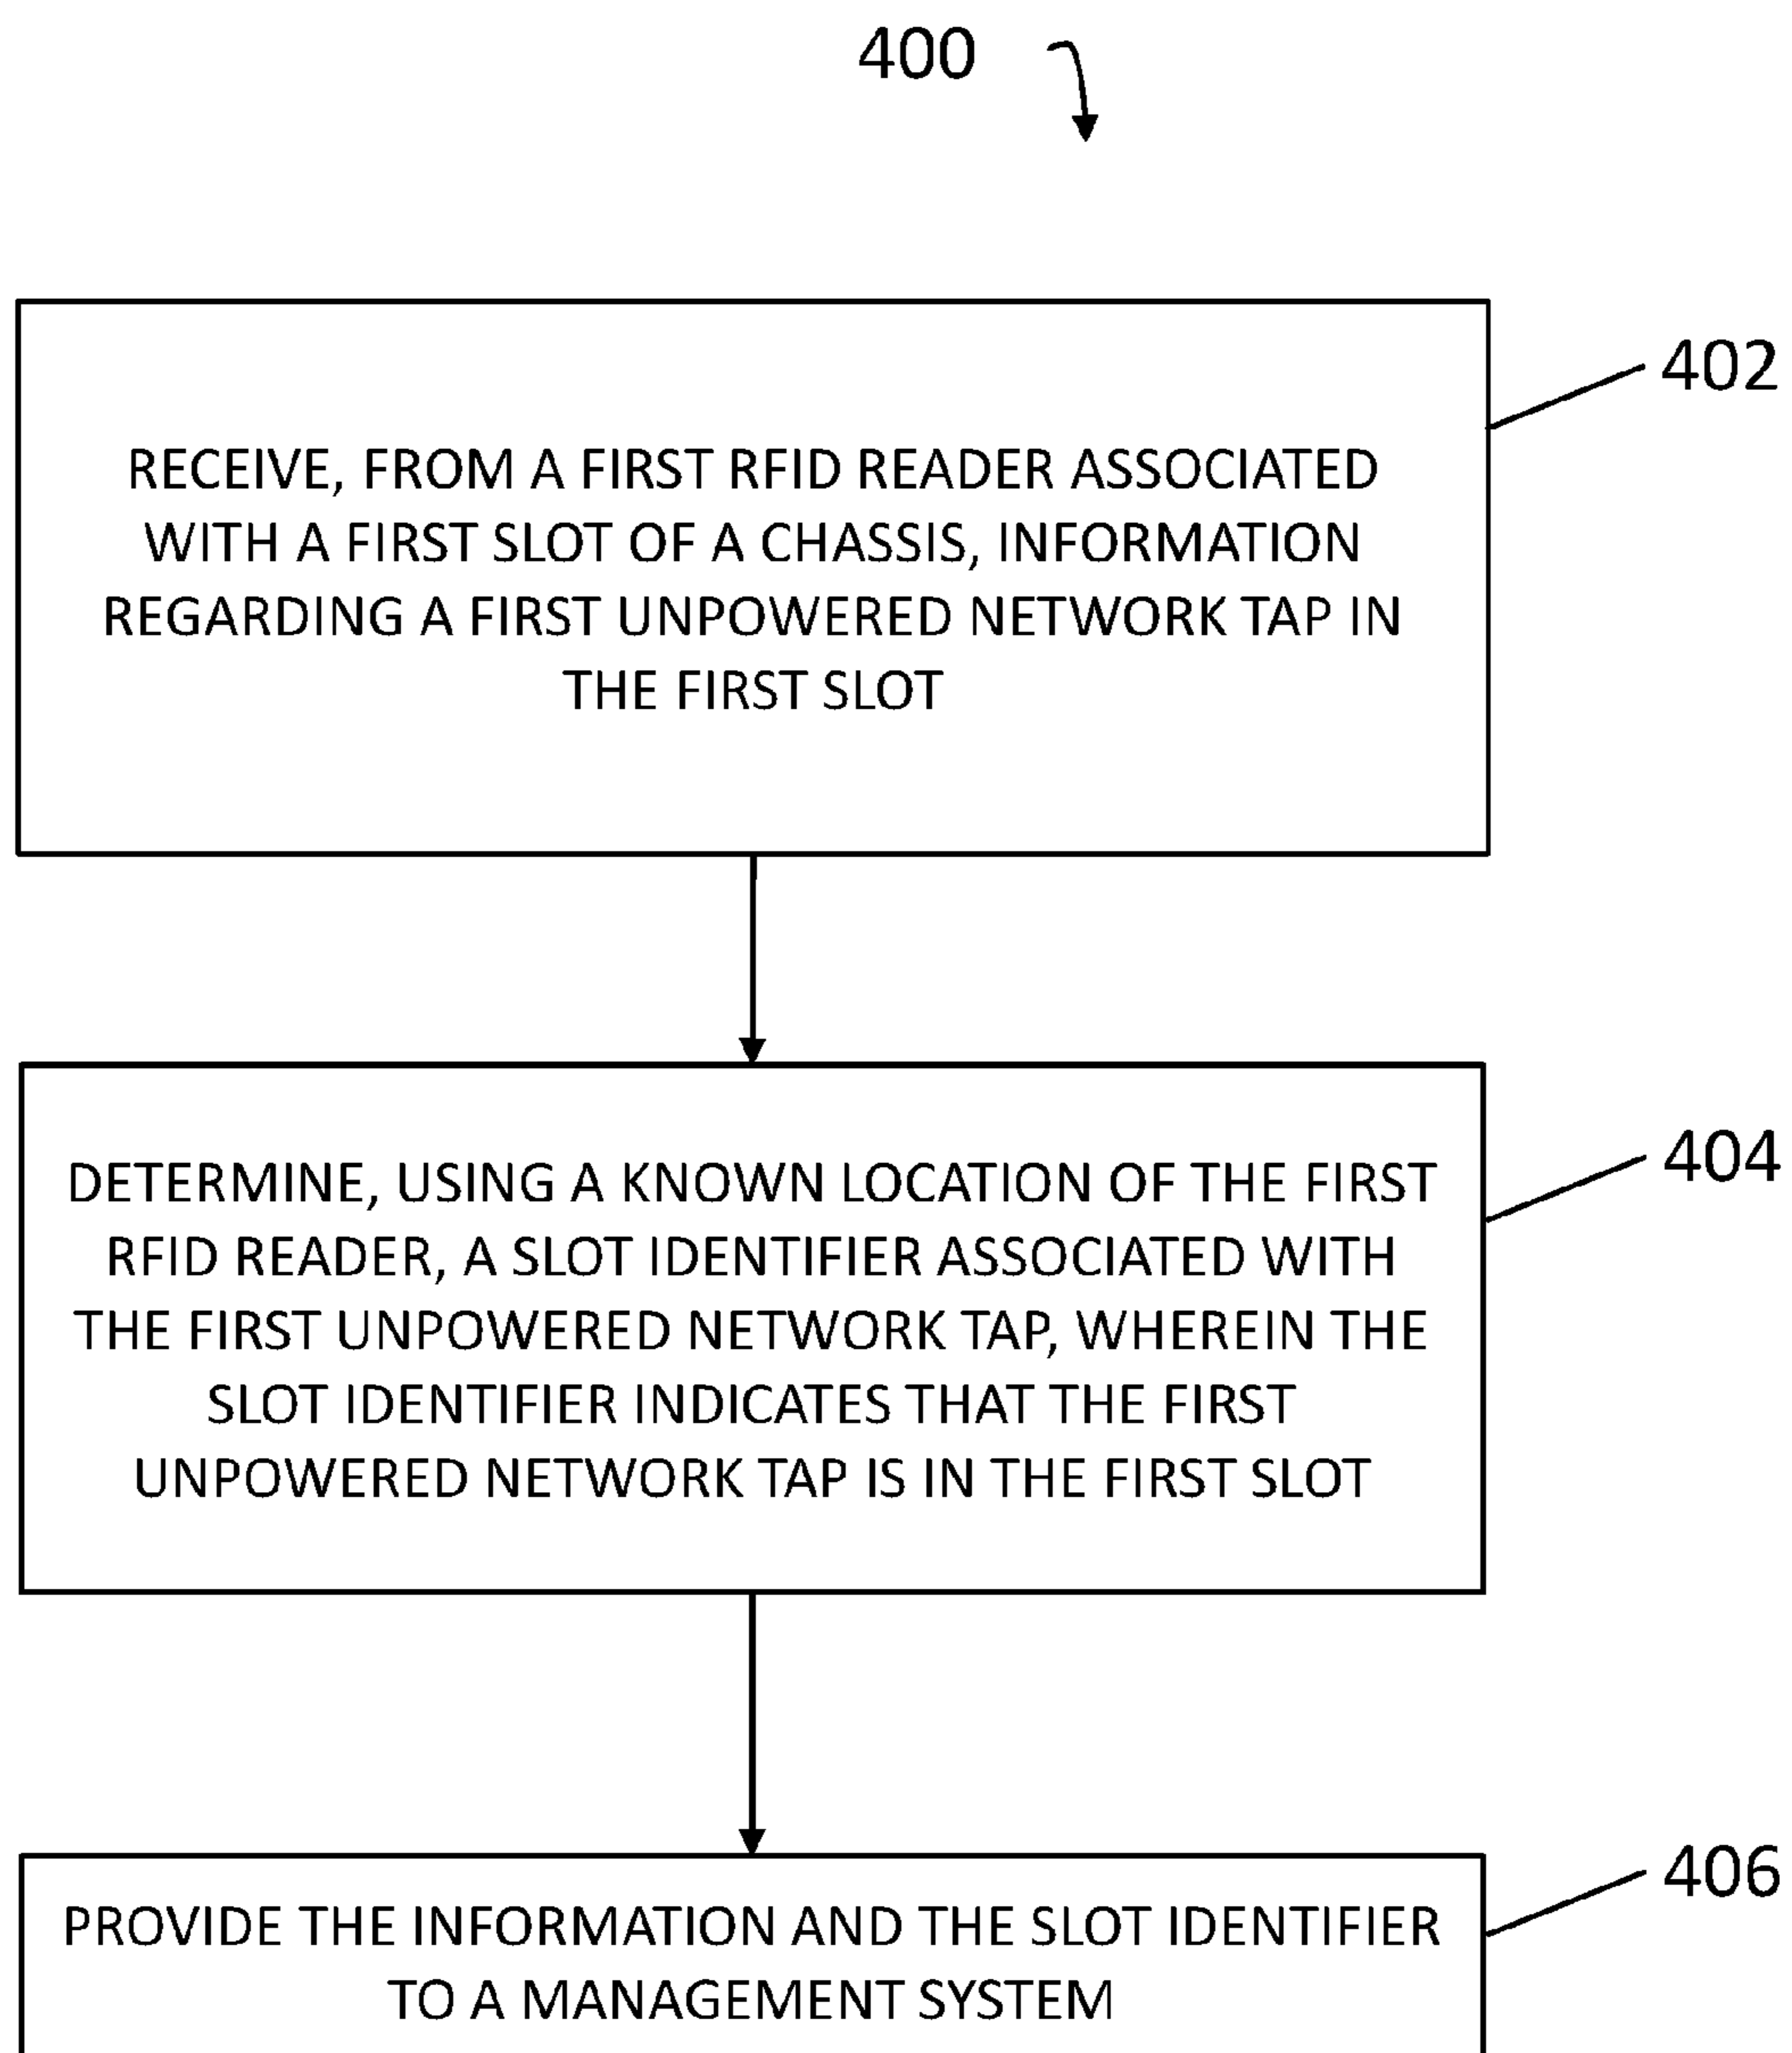 400
402
RECEIVE, FROM A FIRST RFID READER ASSOCIATED
WITH A FIRST SLOT OF A CHASSIS, INFORMATION
REGARDING A FIRST UNPOWERED NETWORK TAP IN
THE FIRST SLOT
404
DETERMINE, USING A KNOWN LOCATION OF THE FIRST
RFID READER, A SLOT IDENTIFIER ASSOCIATED WITH
THE FIRST UNPOWERED NETWORK TAP, WHEREIN THE
SLOT IDENTIFIER INDICATES THAT THE FIRST
UNPOWERED NETWORK TAP IS IN THE FIRST SLOT
406
PROVIDE THE INFORMATION AND THE SLOT IDENTIFIER
TO A MANAGEMENT SYSTEM